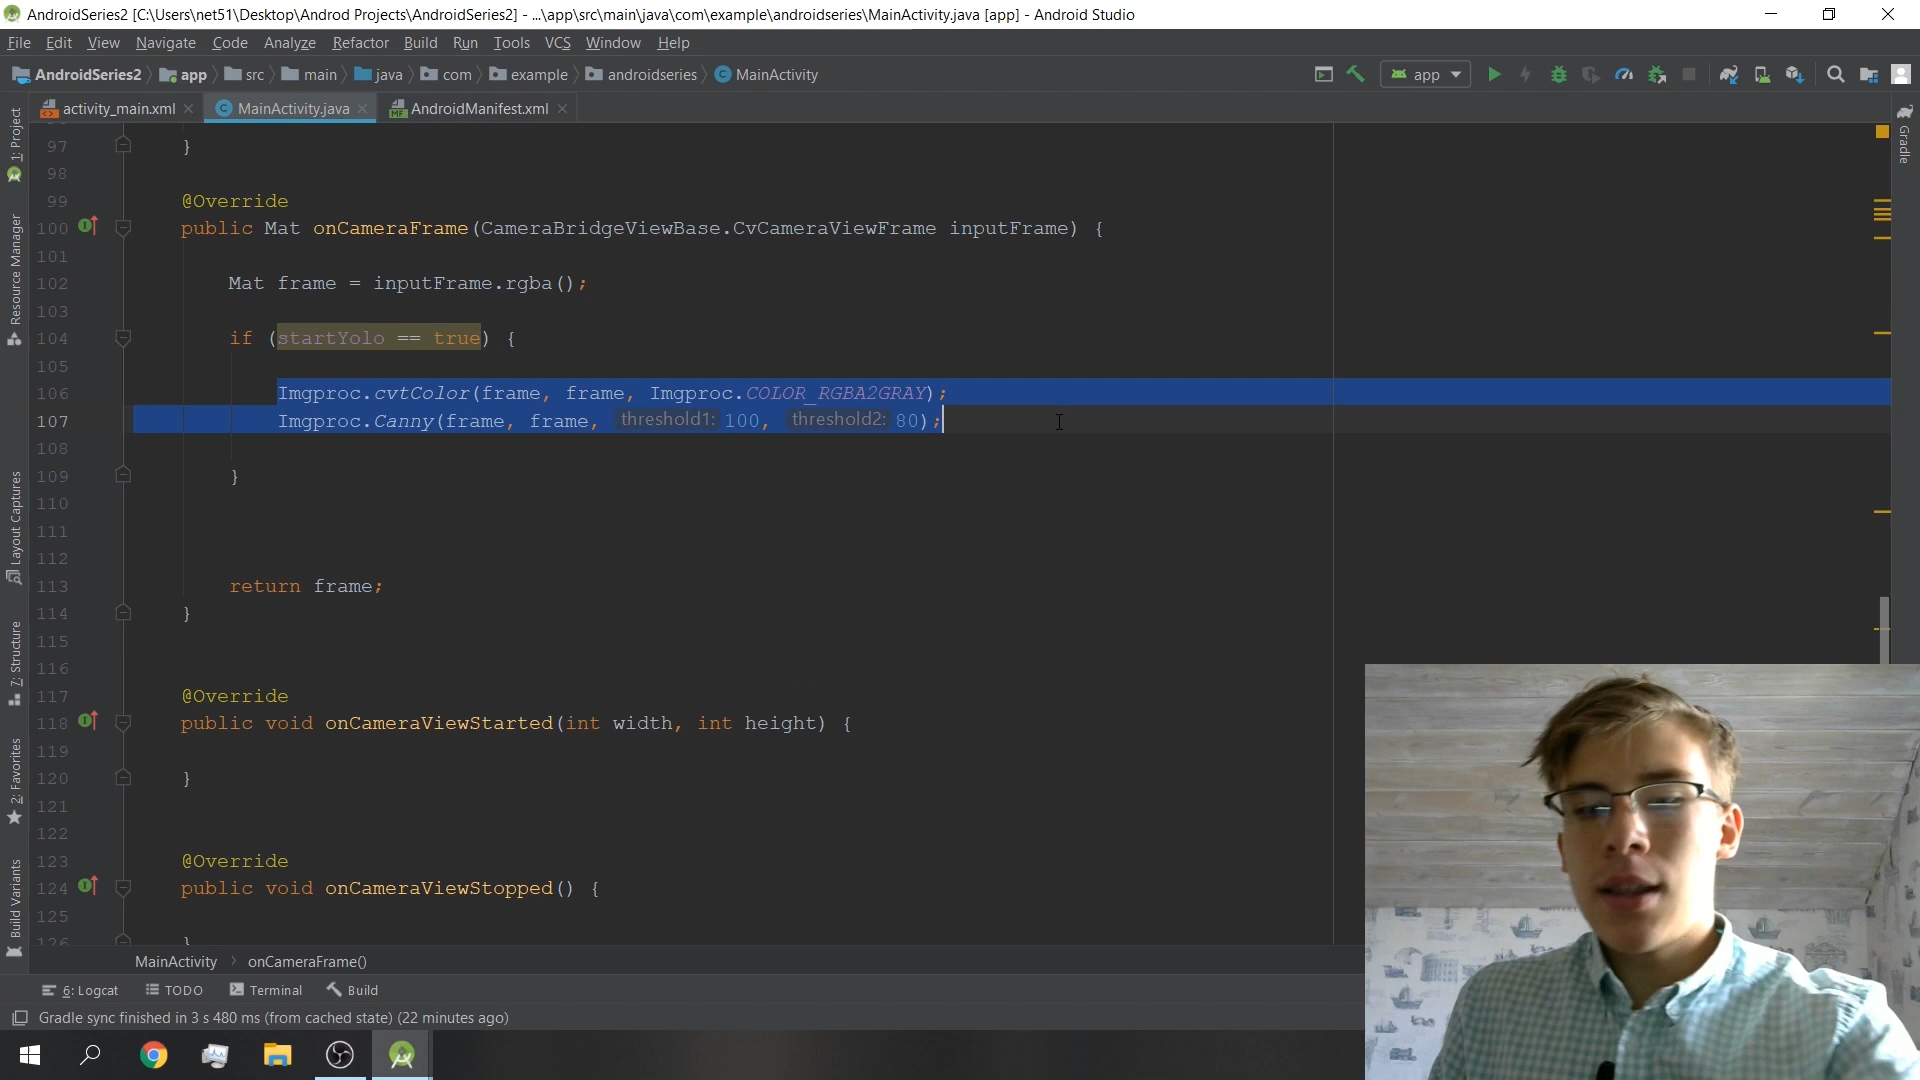 AndroidSeries2 [C:\Users\net51\Desktop\Androd Projects\AndroidSeries2] - ...\app\src\main\java\com\example\androidseries\MainActivity.java [app] - Android Studio
File Edit View Navigate Code Analyze Refactor Build Run Tools VCS Window Help
AndroidSeries2 app src main java com example androidseries MainActivity
app
activity_main.xml MainActivity.java AndroidManifest.xml
1: Project
Resource Manager
Layout Captures
7: Structure
2: Favorites
Build Variants
Gradle
97 }
98
99 @Override
100 public Mat onCameraFrame(CameraBridgeViewBase.CvCameraViewFrame inputFrame) {
101
102 Mat frame = inputFrame.rgba();
103
104 if (startYolo == true) {
105
106 Imgproc.cvtColor(frame, frame, Imgproc.COLOR_RGBA2GRAY);
107 Imgproc.Canny(frame, frame, threshold1: 100, threshold2: 80);
108
109 }
110
111
112
113 return frame;
114 }
115
116
117 @Override
118 public void onCameraViewStarted(int width, int height) {
119
120 }
121
122
123 @Override
124 public void onCameraViewStopped() {
125
126 }
MainActivity onCameraFrame()
6: Logcat TODO Terminal Build
Gradle sync finished in 3 s 480 ms (from cached state) (22 minutes ago)